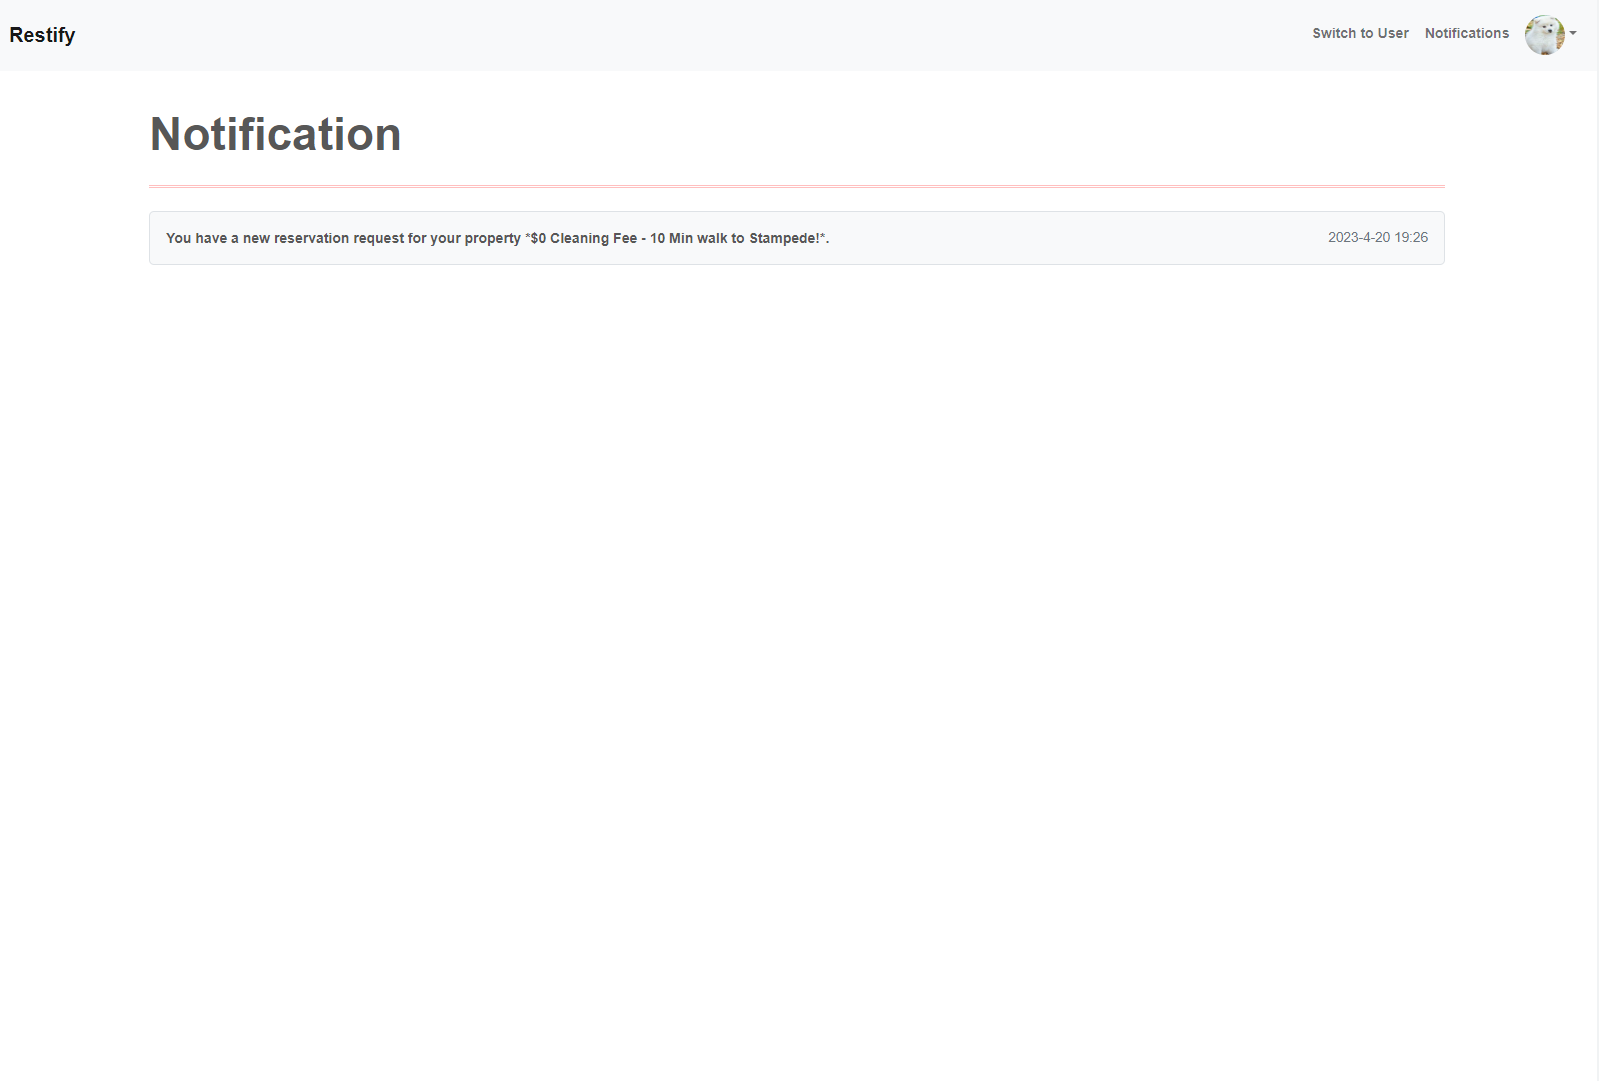 Restify
Switch to User
Notifications
Notification
You have a new reservation request for your property *$0 Cleaning Fee - 10 Min walk to Stampede!*.
2023-4-20 19:26